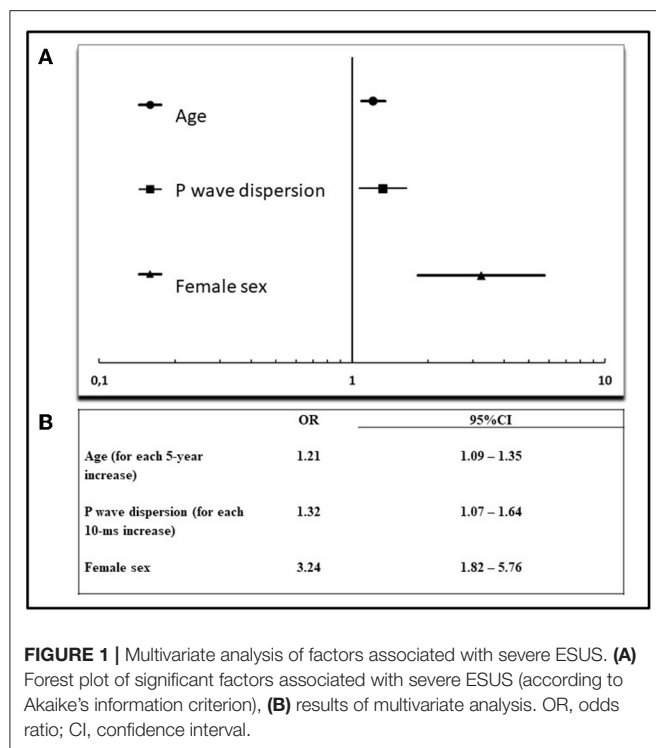 A
Age
P wave dispersion
Female sex
0,1 1 10
B
OR 95%CI
Age (for each 5-year increase) 1.21 1.09 – 1.35
P wave dispersion (for each 10-ms increase) 1.32 1.07 – 1.64
Female sex 3.24 1.82 – 5.76
FIGURE 1 | Multivariate analysis of factors associated with severe ESUS. (A)
Forest plot of significant factors associated with severe ESUS (according to
Akaike's information criterion), (B) results of multivariate analysis. OR, odds
ratio; CI, confidence interval.